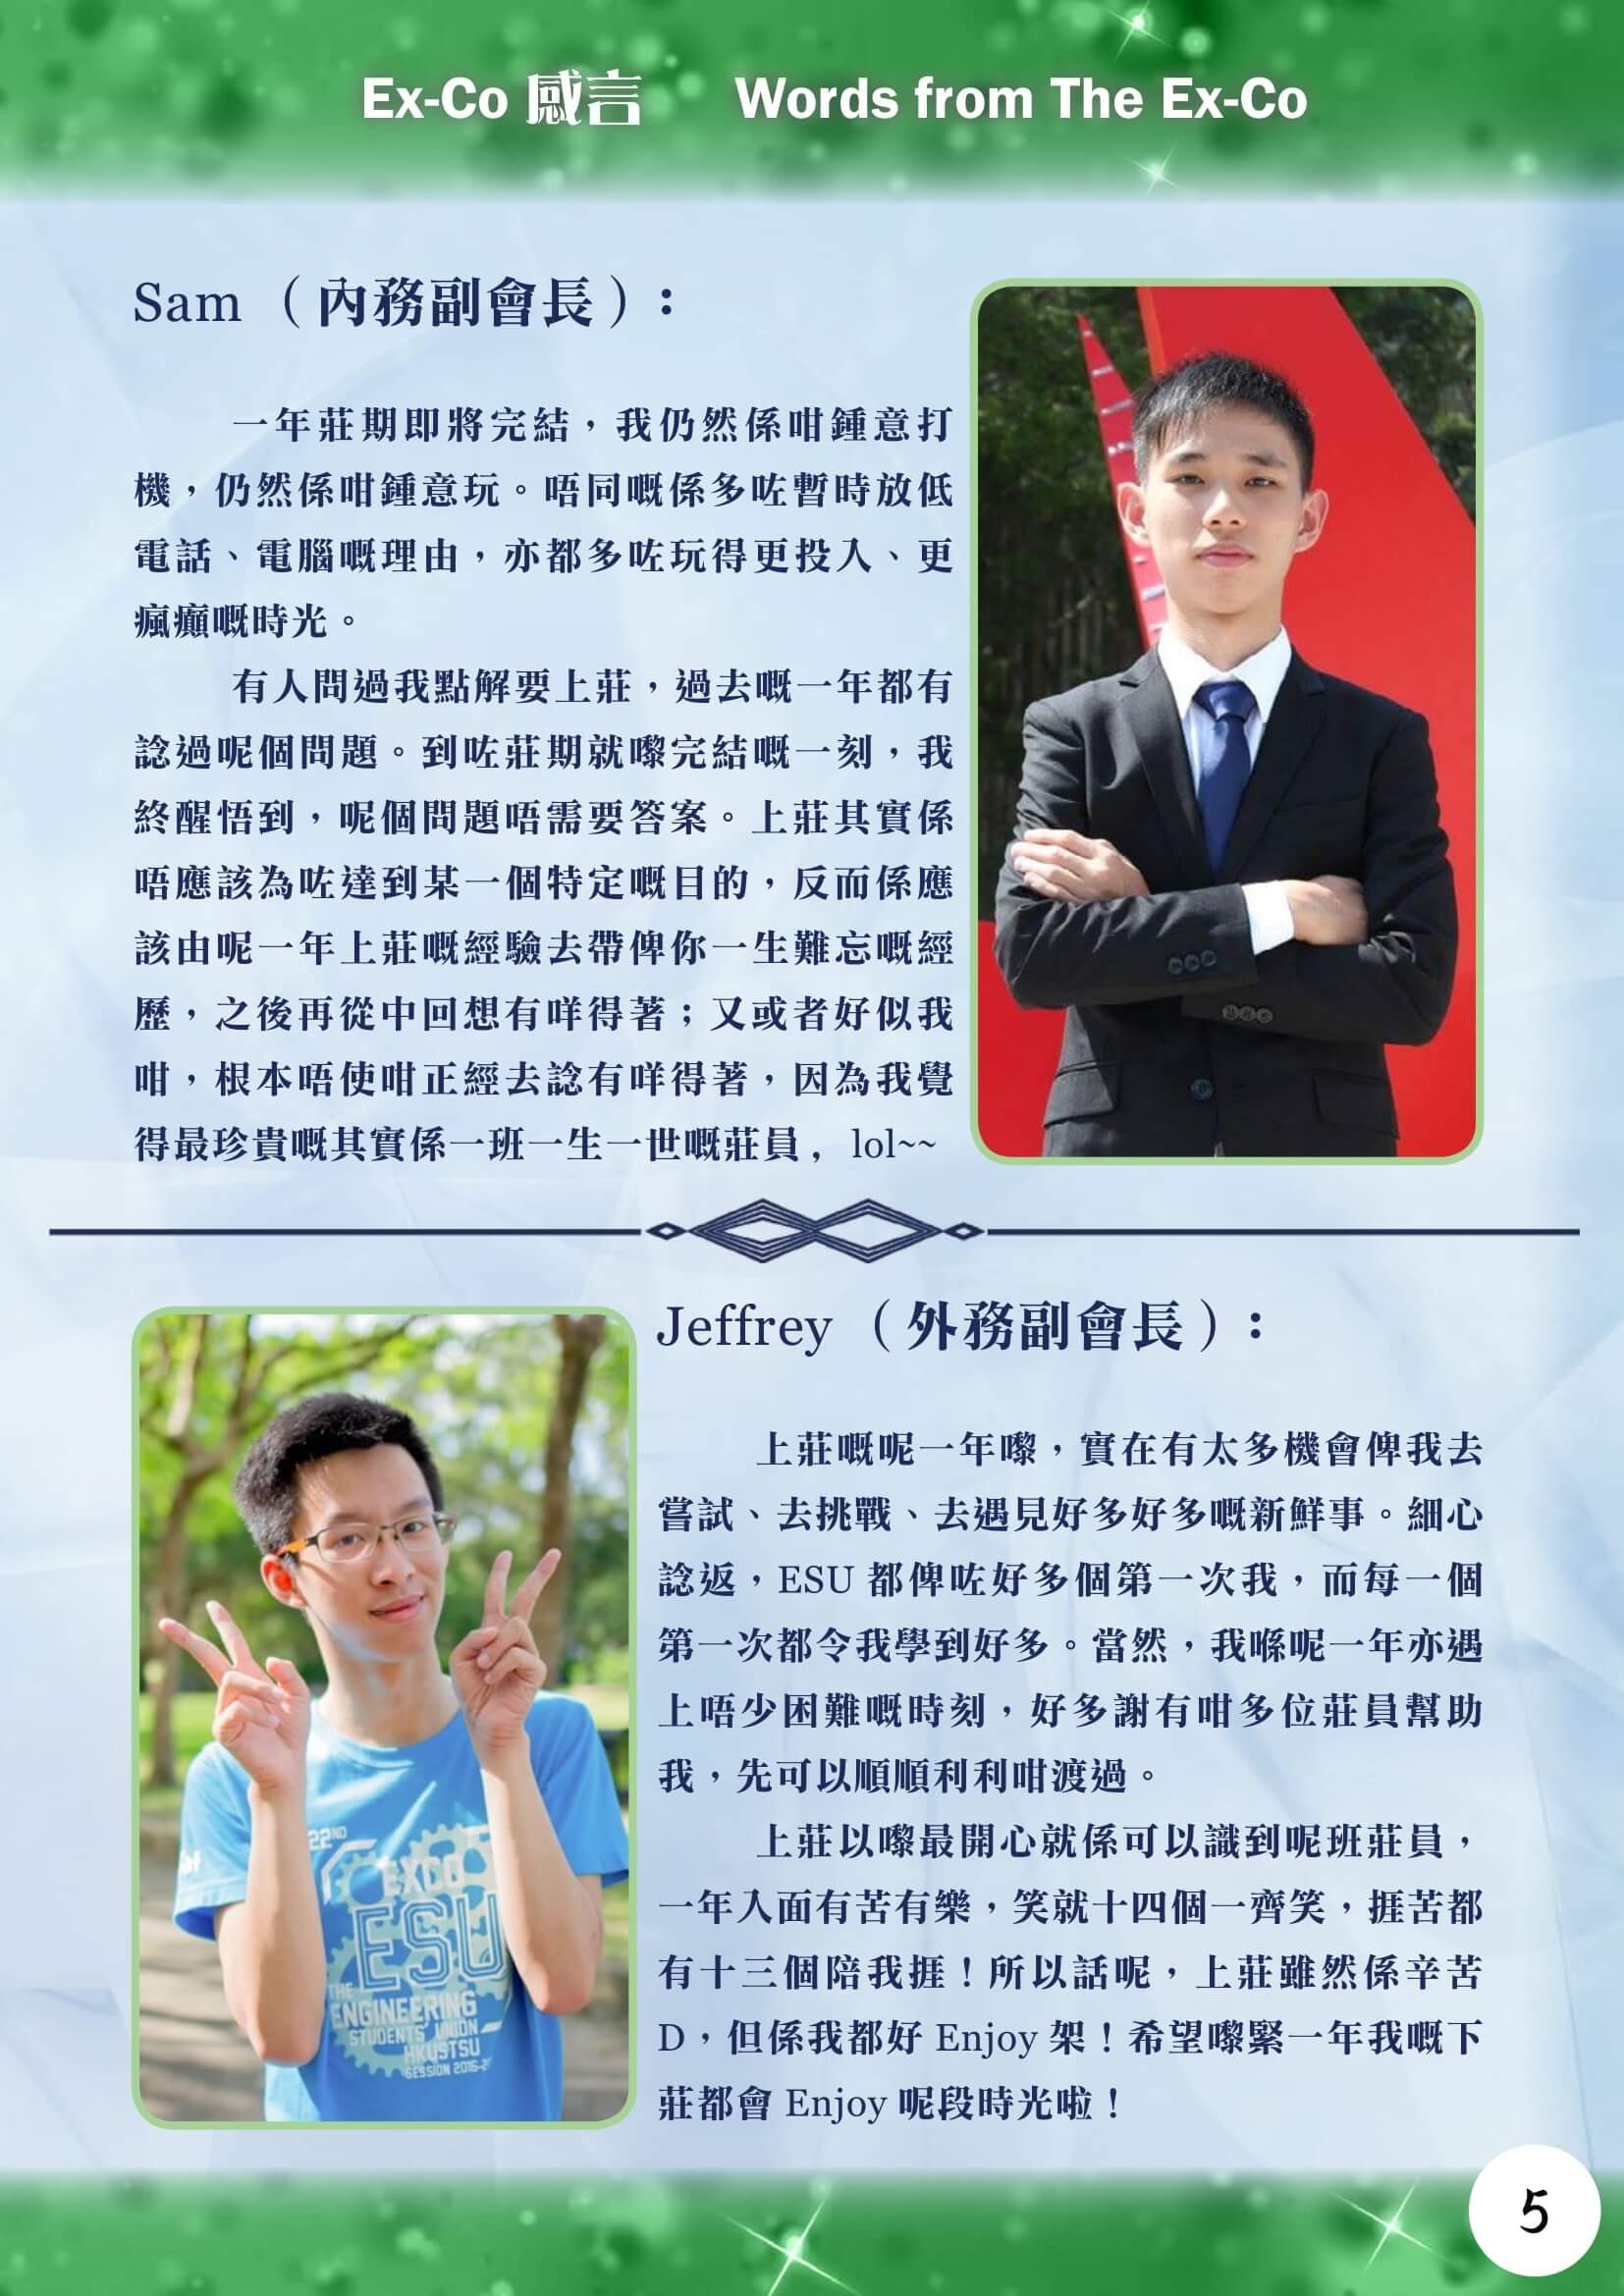 Ex-Co 感言 Words from The Ex-Co
Sam （內務副會長）：
一年莊期即將完結，我仍然係咁鍾意打
機，仍然係咁鍾意玩。唔同嘅係多咗暫時放低
電話、電腦嘅理由，亦都多咗玩得更投入、更
瘋癲嘅時光。
有人問過我點解要上莊，過去嘅一年都有
諗過呢個問題。到咗莊期就嚟完結嘅一刻，我
終醒悟到，呢個問題唔需要答案。上莊其實係
唔應該為咗達到某一個特定嘅目的，反而係應
該由呢一年上莊嘅經驗去帶俾你一生難忘嘅經
歷，之後再從中回想有咩得著；又或者好似我
咁，根本唔使咁正經去諗有咩得著，因為我覺
得最珍貴嘅其實係一班一生一世嘅莊員，lol~~
Jeffrey （外務副會長）：
上莊嘅呢一年嚟，實在有太多機會俾我去
嘗試、去挑戰、去遇見好多好多嘅新鮮事。細心
諗返，ESU 都俾咗好多個第一次我，而每一個
第一次都令我學到好多。當然，我喺呢一年亦遇
上唔少困難嘅時刻，好多謝有咁多位莊員幫助
我，先可以順順利利咁渡過。
上莊以嚟最開心就係可以識到呢班莊員，
一年入面有苦有樂，笑就十四個一齊笑，捱苦都
有十三個陪我捱！所以話呢，上莊雖然係辛苦
D，但係我都好 Enjoy 架！希望嚟緊一年我嘅下
莊都會 Enjoy 呢段時光啦！
22ND
EXCO
ESU
THE
ENGINEERING
STUDENTS' UNION
HKUSTSU
SESSION 2016-2
5